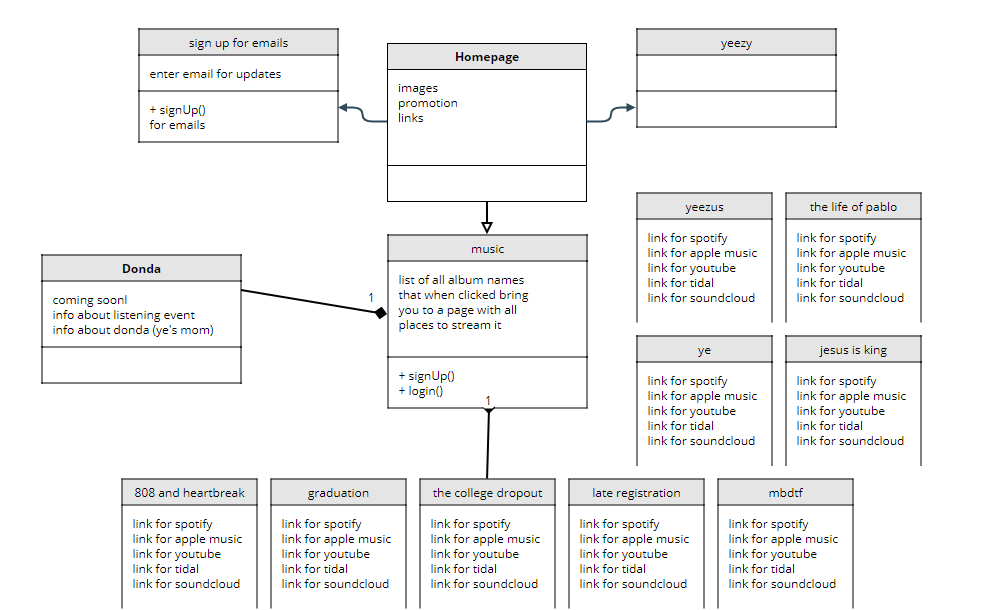 sign up for emails
enter email for updates
+ signUp()
for emails
Homepage
images
promotion
links
yeezy
Donda
coming soonl
info about listening event
info about donda (ye's mom)
1
music
list of all album names
that when clicked bring
you to a page with all
places to stream it
+ signUp()
+ login()
1
yeezus
link for spotify
link for apple music
link for youtube
link for tidal
link for soundcloud
the life of pablo
link for spotify
link for apple music
link for youtube
link for tidal
link for soundcloud
ye
link for spotify
link for apple music
link for youtube
link for tidal
link for soundcloud
jesus is king
link for spotify
link for apple music
link for youtube
link for tidal
link for soundcloud
808 and heartbreak
link for spotify
link for apple music
link for youtube
link for tidal
link for soundcloud
graduation
link for spotify
link for apple music
link for youtube
link for tidal
link for soundcloud
the college dropout
link for spotify
link for apple music
link for youtube
link for tidal
link for soundcloud
late registration
link for spotify
link for apple music
link for youtube
link for tidal
link for soundcloud
mbdtf
link for spotify
link for apple music
link for youtube
link for tidal
link for soundcloud